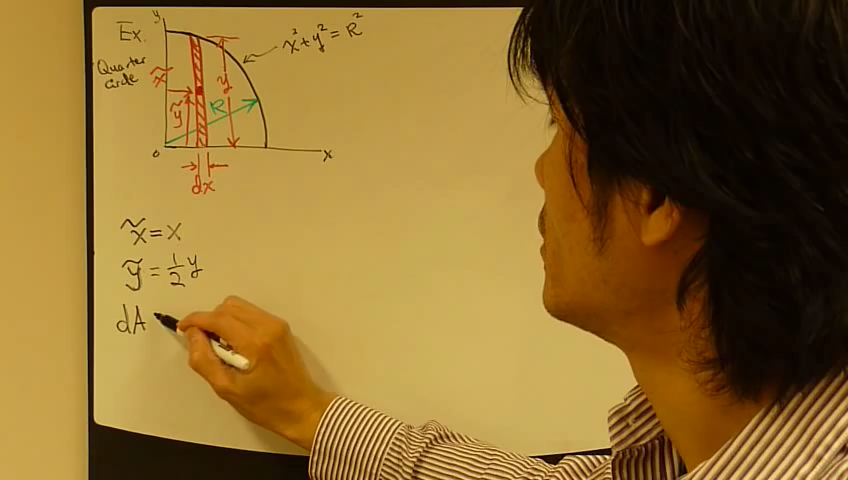 Ex.
Quarter
circle
y
x² + y² = R²
x̃
ỹ
y
R
0
x
dx
x̃ = x
ỹ = ½ y
dA